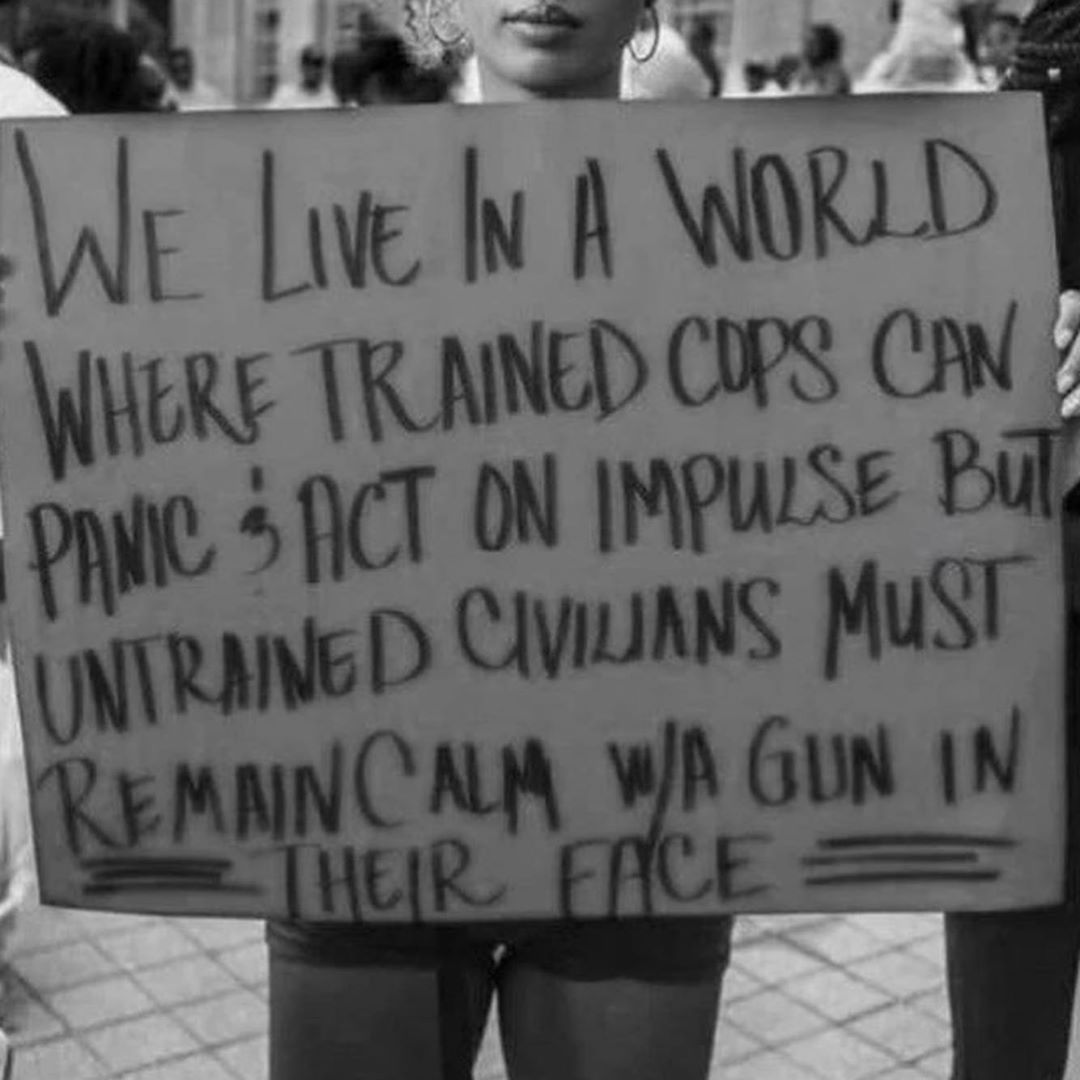 WE LIVE IN A WORLD
WHERE TRAINED COPS CAN
PANIC & ACT ON IMPULSE BUT
UNTRAINED CIVILIANS MUST
REMAIN CALM W/A GUN IN
THEIR FACE